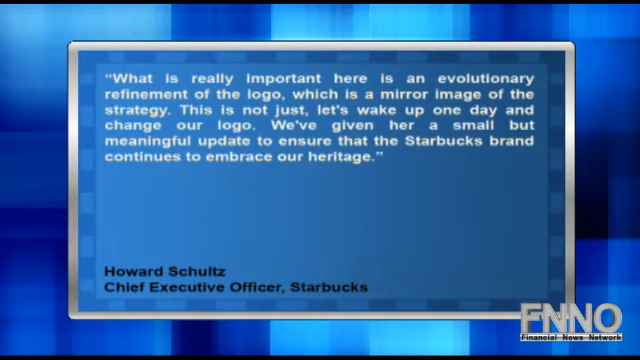 “What is really important here is an evolutionary
refinement of the logo, which is a mirror image of the
strategy. This is not just, let's wake up one day and
change our logo. We've given her a small but
meaningful update to ensure that the Starbucks brand
continues to embrace our heritage.”
Howard Schultz
Chief Executive Officer, Starbucks
FNNO
Financial News Network